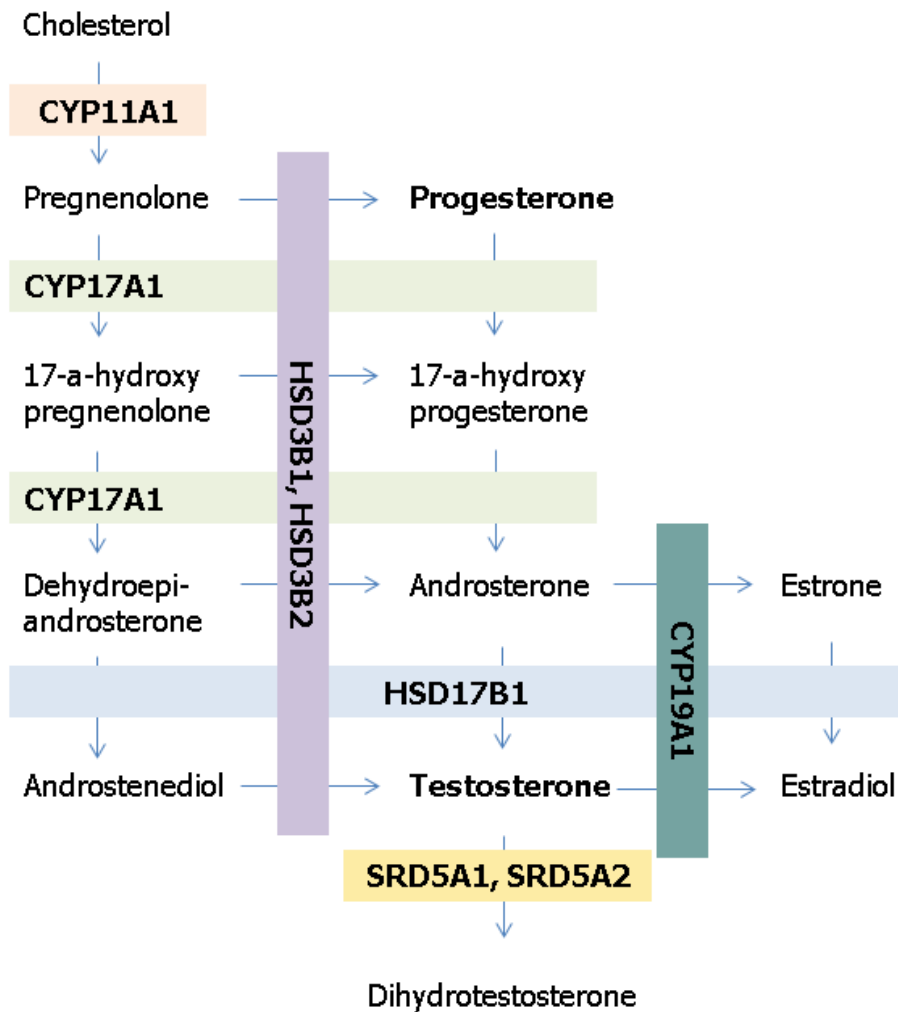 Cholesterol
CYP11A1
Pregnenolone
Progesterone
CYP17A1
17-a-hydroxy
pregnenolone
17-a-hydroxy
progesterone
HSD3B1, HSD3B2
CYP17A1
Dehydroepi-
androsterone
Androsterone
Estrone
CYP19A1
HSD17B1
Androstenediol
Testosterone
Estradiol
SRD5A1, SRD5A2
Dihydrotestosterone